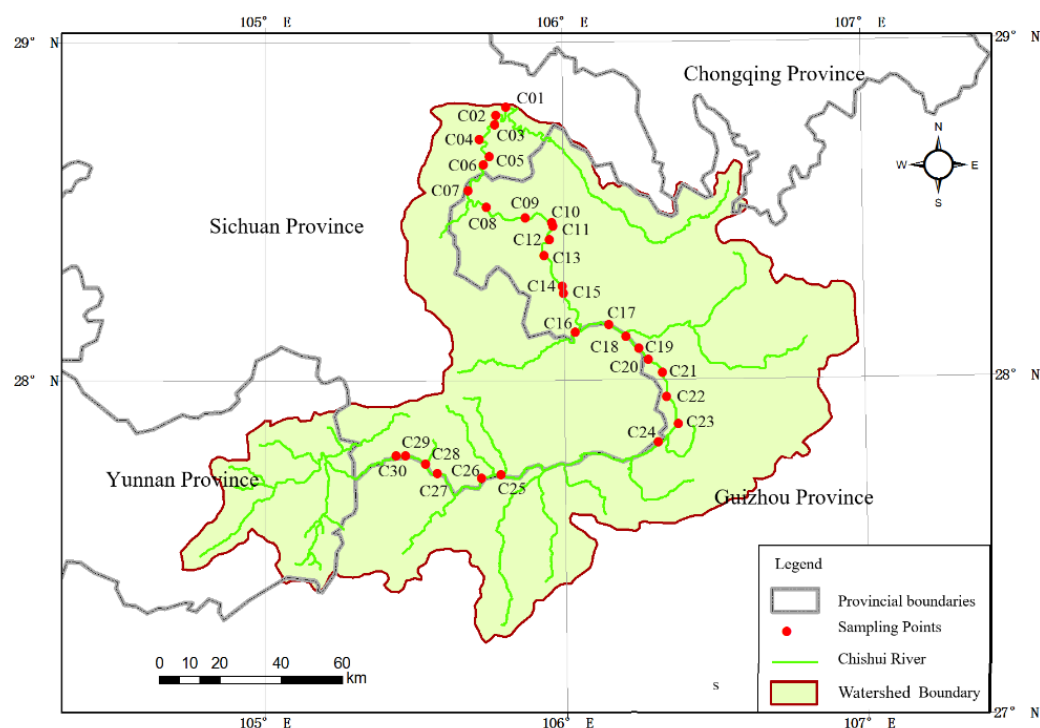 105° E
106° E
107° E
29° N
29° N
Chongqing Province
C01
C02
C03
C04
C05
C06
C07
C08
C09
C10
C11
C12
C13
C14
C15
C16
C17
C18
C19
C20
C21
C22
C23
C24
C25
C26
C27
C28
C29
C30
N
W
E
S
Sichuan Province
28° N
28° N
Yunnan Province
Guizhou Province
Legend
Provincial boundaries
Sampling Points
Chishui River
Watershed Boundary
0 10 20 40 60
km
s
27° N
105° E
106° E
107° E